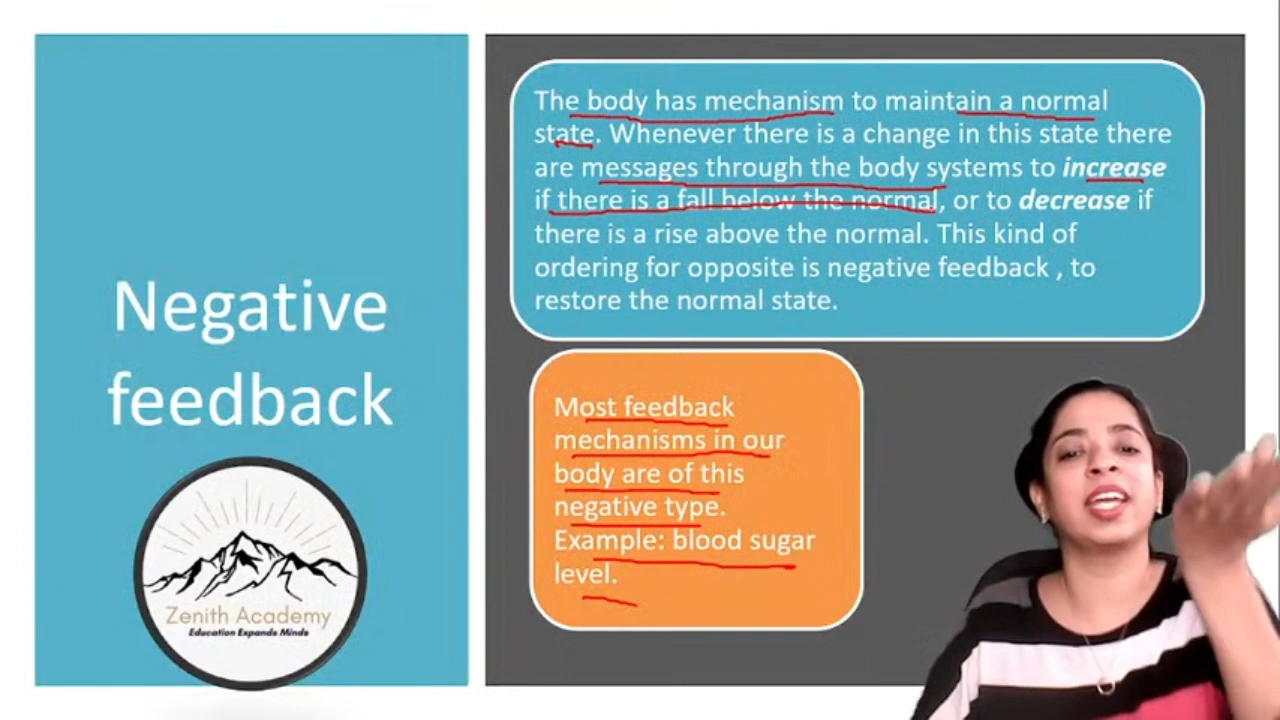 Negative
feedback
Zenith Academy
Education Expands Minds
The body has mechanism to maintain a normal
state. Whenever there is a change in this state there
are messages through the body systems to increase
if there is a fall below the normal, or to decrease if
there is a rise above the normal. This kind of
ordering for opposite is negative feedback , to
restore the normal state.
Most feedback
mechanisms in our
body are of this
negative type.
Example: blood sugar
level.